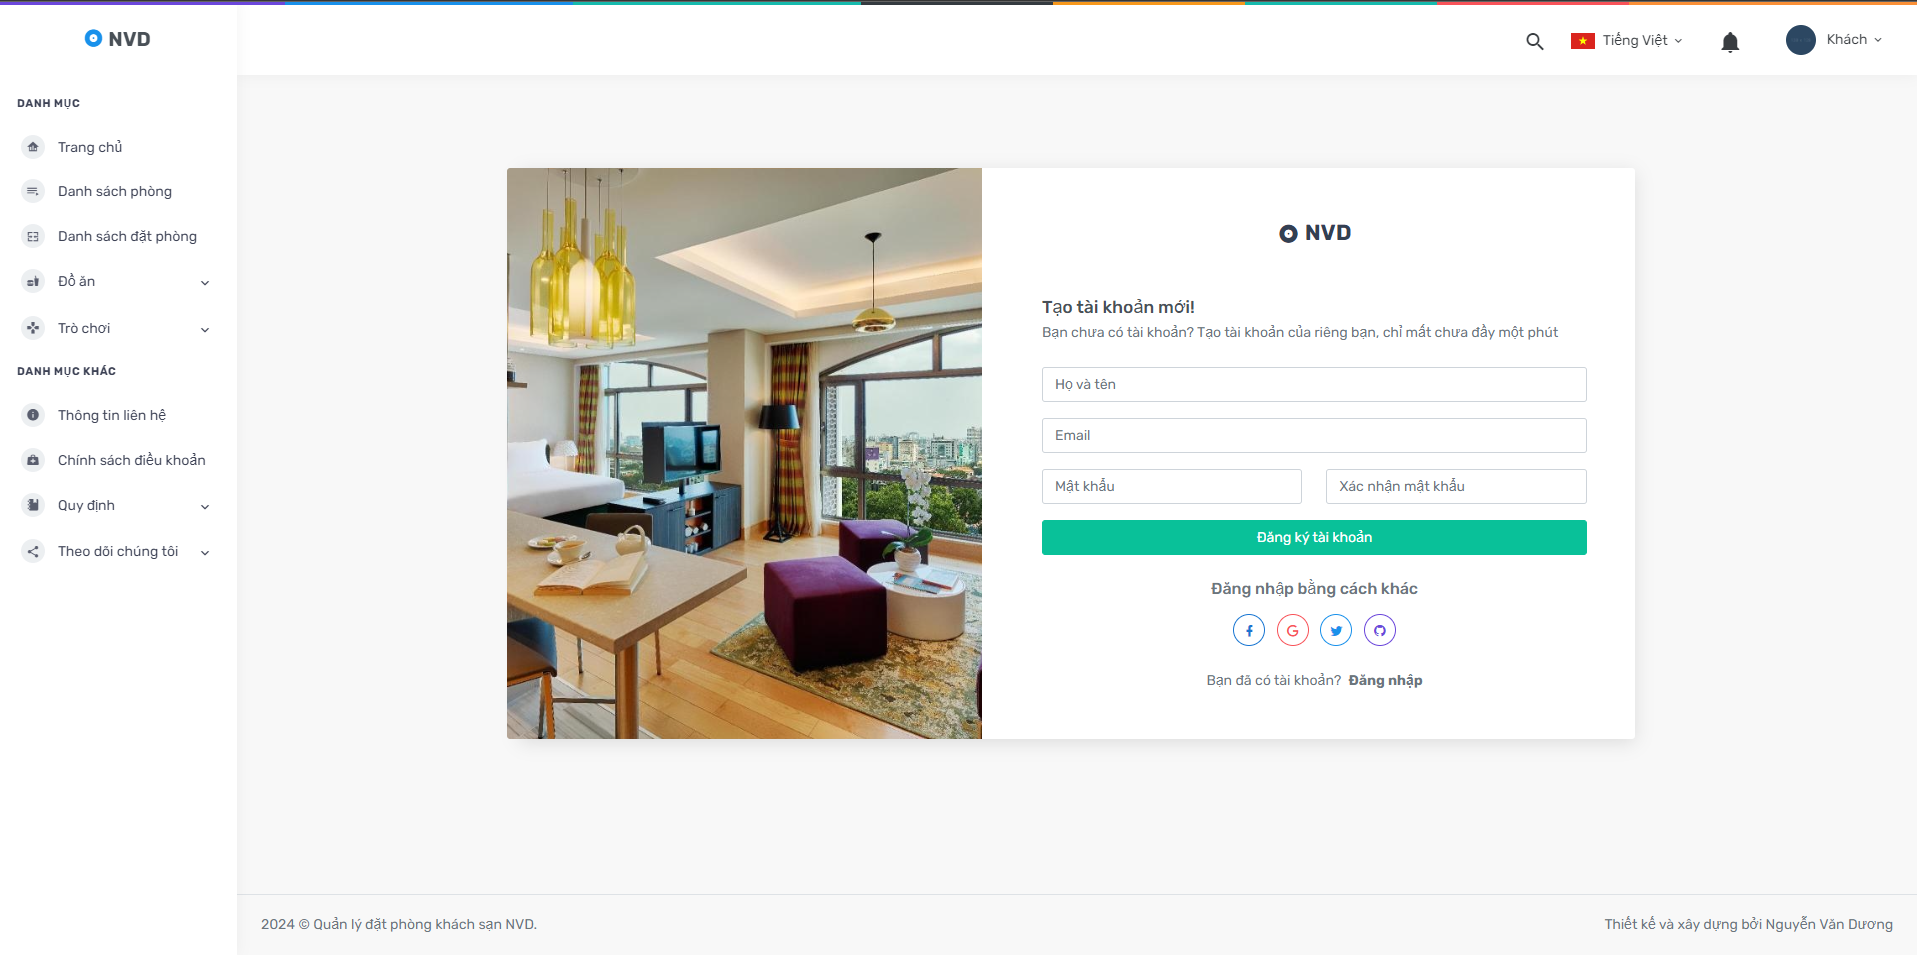 NVD
Tiếng Việt
Khách
DANH MỤC
Trang chủ
Danh sách phòng
Danh sách đặt phòng
Đồ ăn
Trò chơi
DANH MỤC KHÁC
Thông tin liên hệ
Chính sách điều khoản
Quy định
Theo dõi chúng tôi
NVD
Tạo tài khoản mới!
Bạn chưa có tài khoản? Tạo tài khoản của riêng bạn, chỉ mất chưa đầy một phút
Họ và tên
Email
Mật khẩu
Xác nhận mật khẩu
Đăng ký tài khoản
Đăng nhập bằng cách khác
Bạn đã có tài khoản? Đăng nhập
2024 © Quản lý đặt phòng khách sạn NVD.
Thiết kế và xây dựng bởi Nguyễn Văn Dương